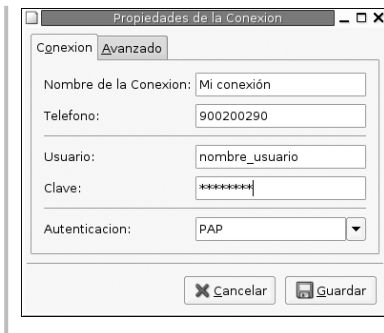 Propiedades de la Conexion
Conexion Avanzado
Nombre de la Conexion: Mi conexión
Telefono: 900200290
Usuario: nombre_usuario
Clave: ********
Autenticacion: PAP
Cancelar Guardar